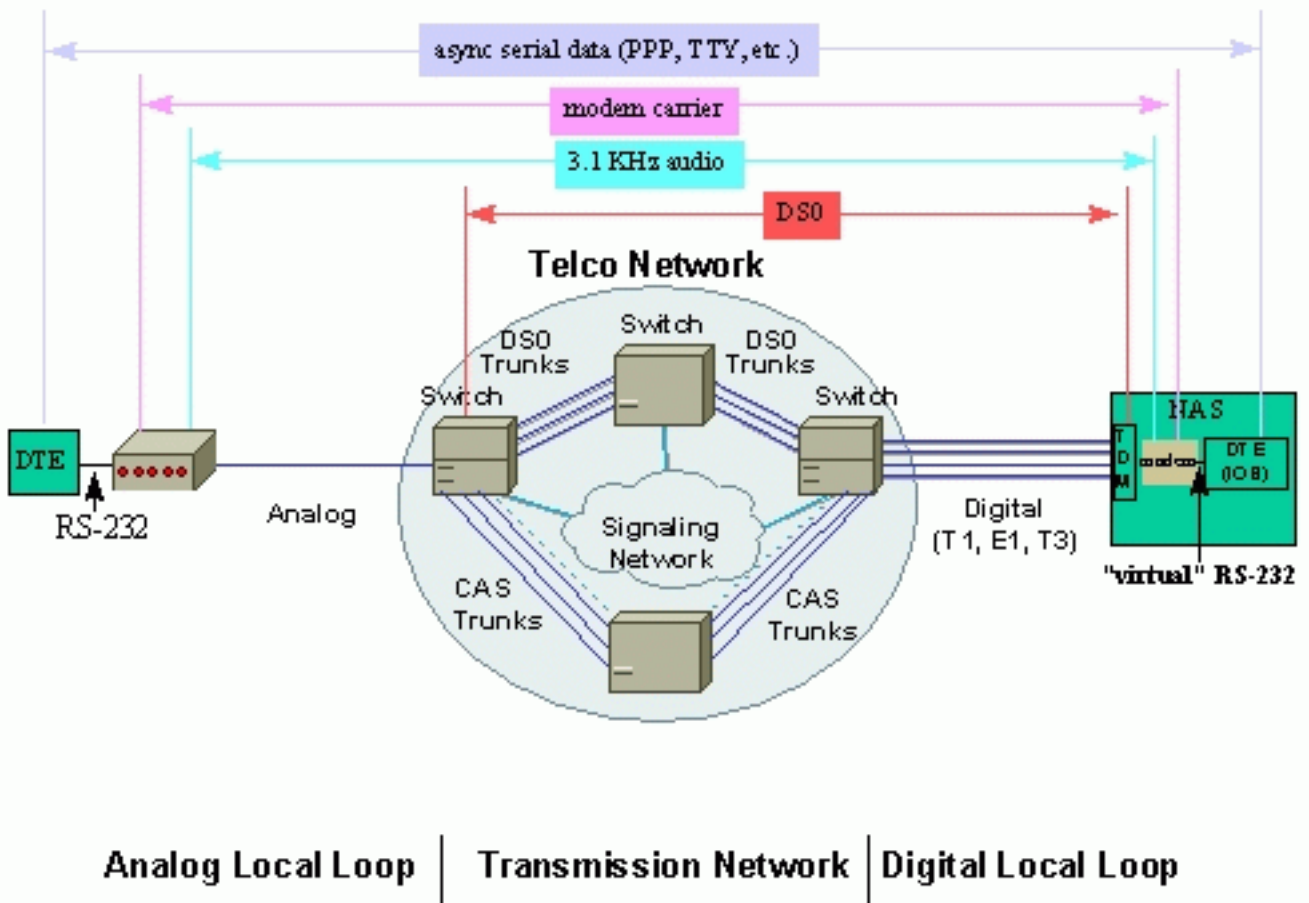 async serial data (PPP, TTY, etc.)
modem carrier
3.1 KHz audio
DS0
Telco Network
Switch
DS0
Trunks
DS0
Trunks
Switch
Switch
NAS
DTE
TDM
modem
DTE
(IOB)
RS-232
Analog
Signaling
Network
Digital
(T1, E1, T3)
"virtual" RS-232
CAS
Trunks
CAS
Trunks
Analog Local Loop
Transmission Network
Digital Local Loop